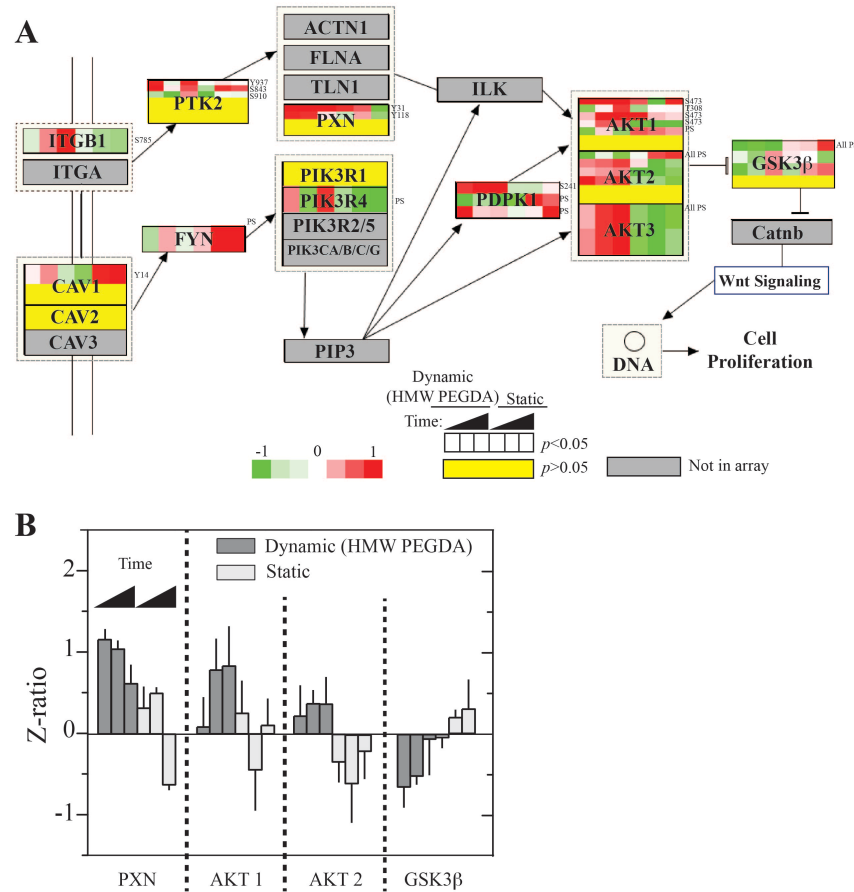 A
ACTN1
FLNA
TLN1
PXN
Y31
Y118
Y937
S843
S910
PTK2
ITGB1
S785
ITGA
ILK
S473
T308
S473
S473
PS
AKT1
All PS
AKT2
All PS
AKT3
All P
GSK3β
PIK3R1
PIK3R4
PS
PIK3R2/5
PIK3CA/B/C/G
PS
FYN
S241
PS
PS
PDPK1
Catnb
Y14
CAV1
CAV2
CAV3
PIP3
Wnt Signaling
DNA
Cell
Proliferation
Dynamic
(HMW PEGDA)
Static
Time:
p<0.05
p>0.05
Not in array
-1 0 1
B
Z-ratio
2
1
0
-1
Time
Dynamic (HMW PEGDA)
Static
PXN AKT 1 AKT 2 GSK3β